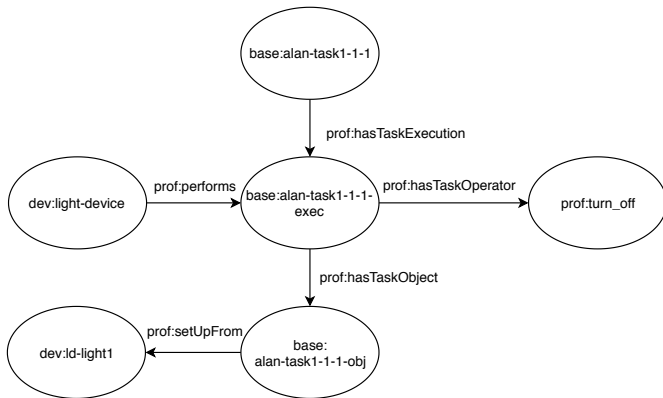 base:alan-task1-1-1
prof:hasTaskExecution
prof:performs
prof:hasTaskOperator
dev:light-device
base:alan-task1-1-1-
exec
prof:turn_off
prof:hasTaskObject
prof:setUpFrom
dev:ld-light1
base:
alan-task1-1-1-obj